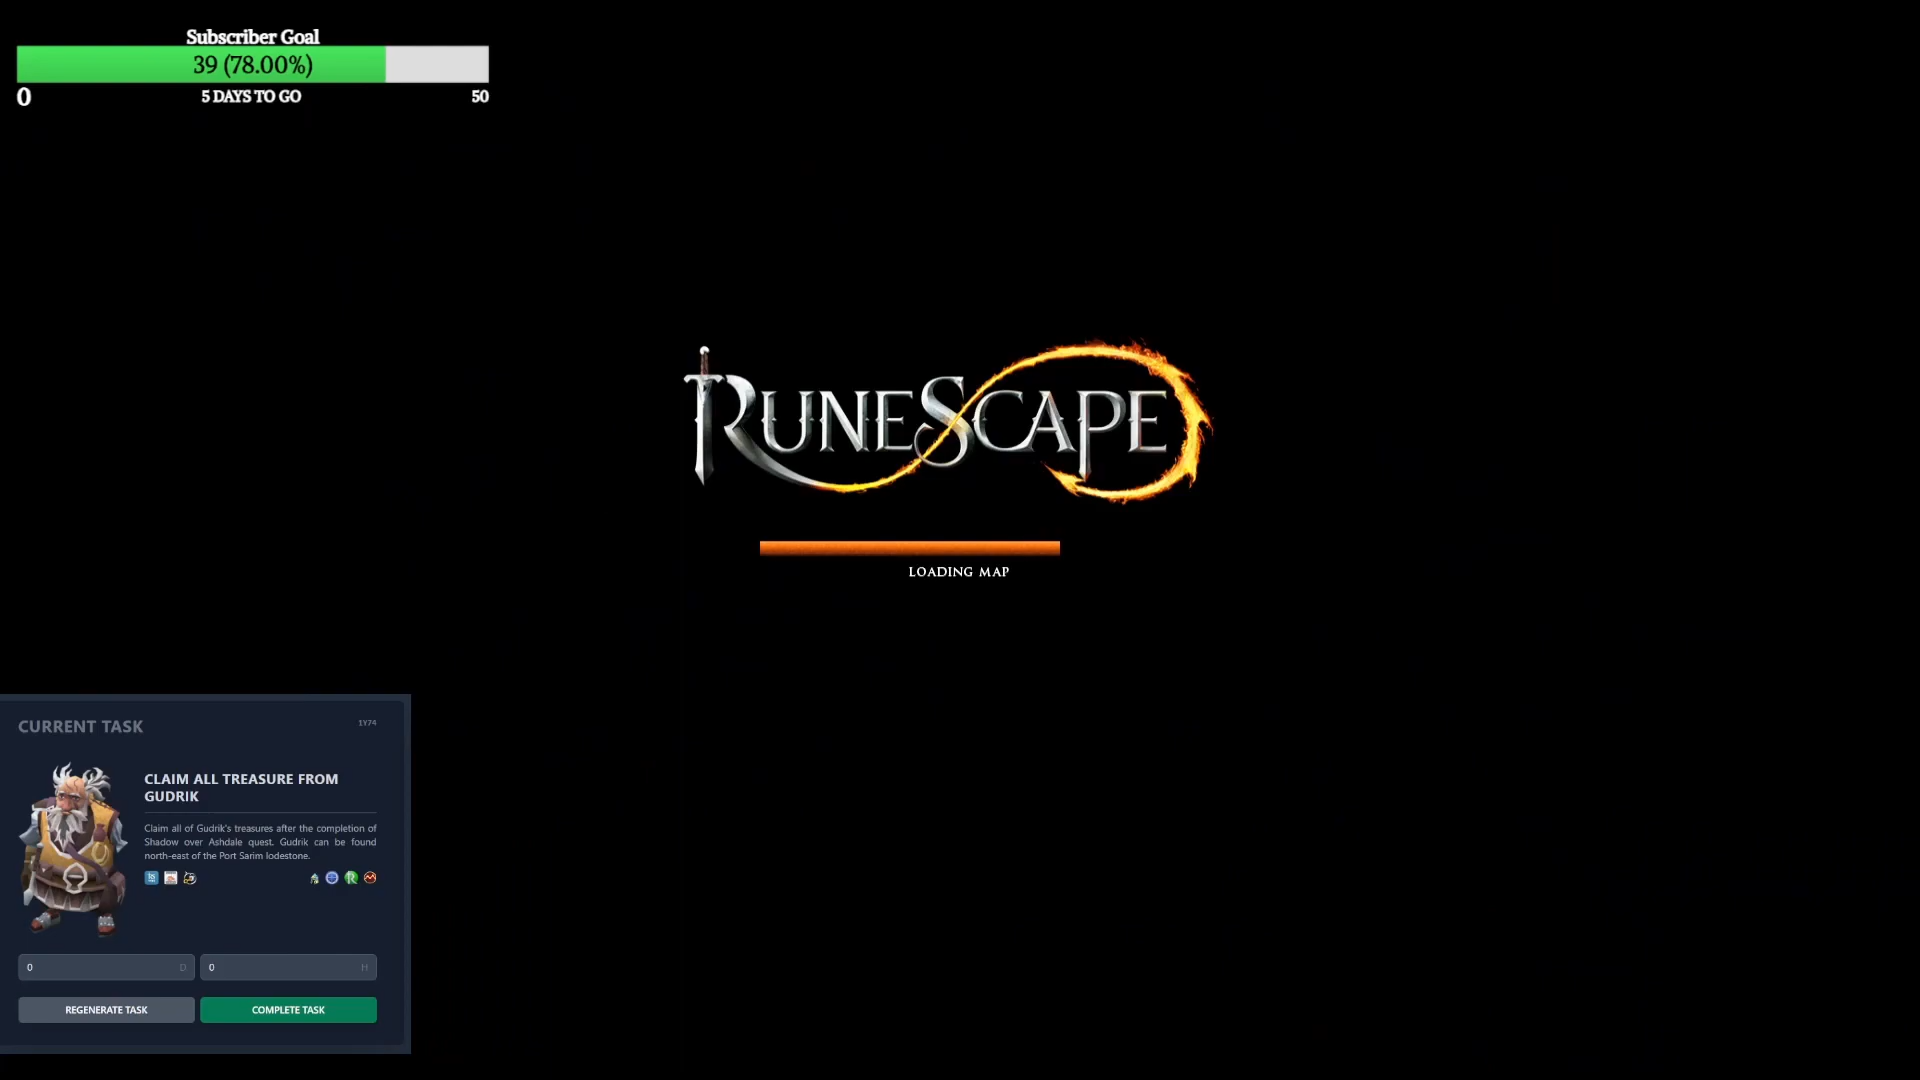 Subscriber Goal
39 (78.00%)
0 5 DAYS TO GO 50
RUNESCAPE
LOADING MAP
CURRENT TASK 1Y74
CLAIM ALL TREASURE FROM
GUDRIK
Claim all of Gudrik's treasures after the completion of
Shadow over Ashdale quest. Gudrik can be found
north-east of the Port Sarim lodestone.
0 D 0 H
REGENERATE TASK COMPLETE TASK